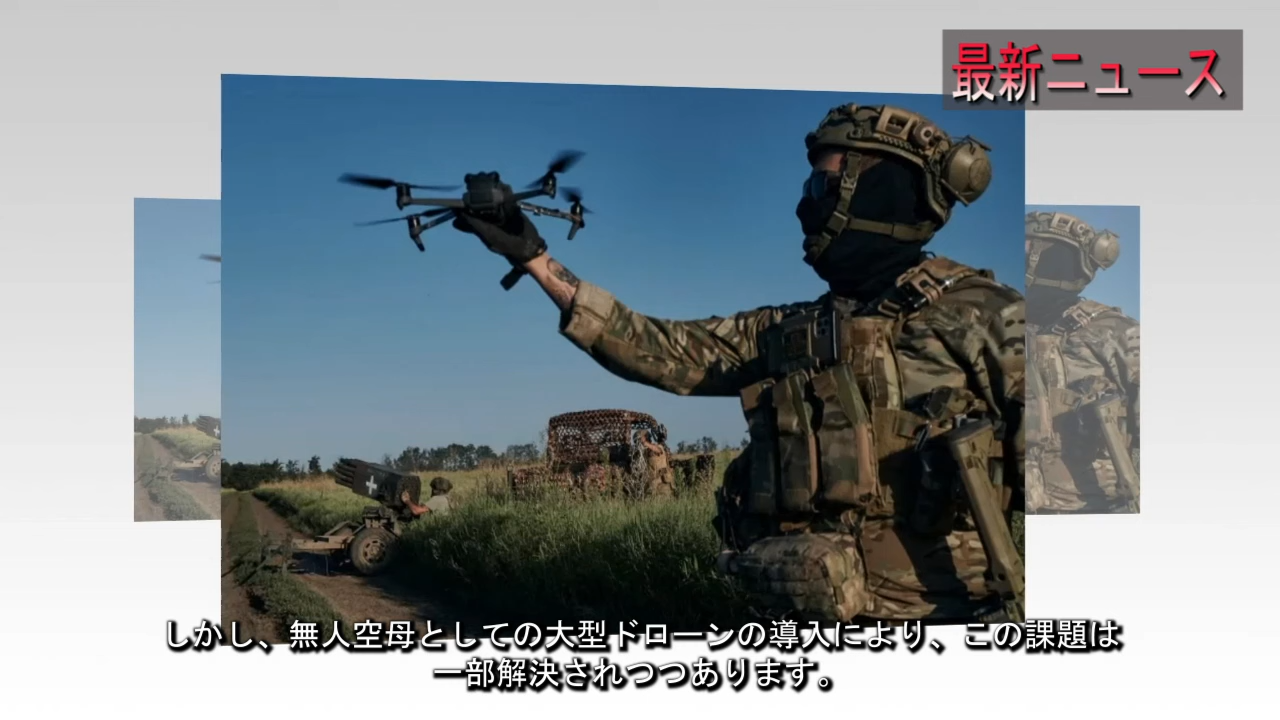 最新ニュース
しかし、無人空母としての大型ドローンの導入により、この課題は
一部解決されつつあります。